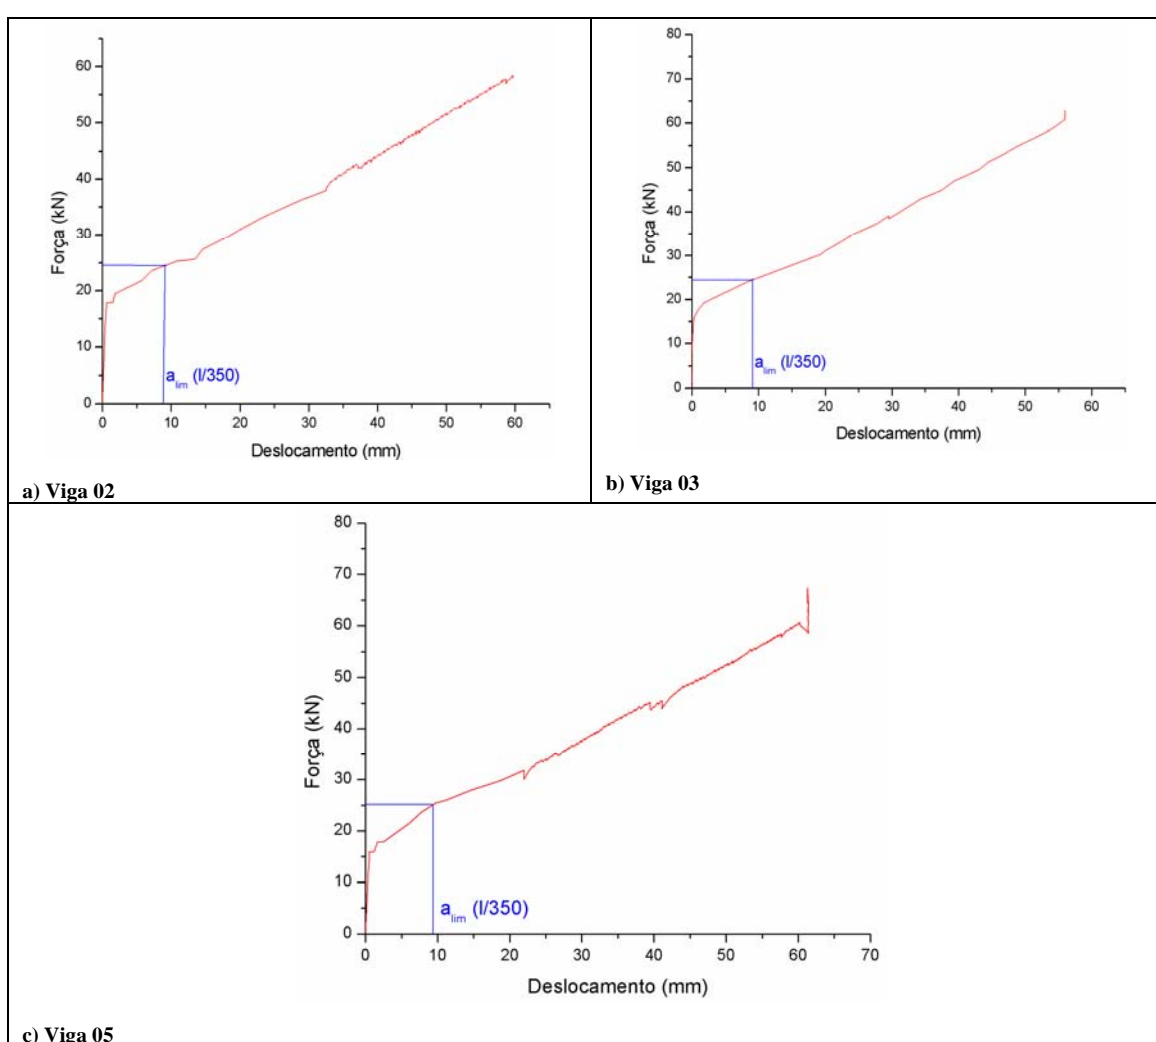 60
50
40
30
20
10
0
Força (kN)
a_lim (l/350)
0 10 20 30 40 50 60
Deslocamento (mm)
a) Viga 02
80
70
60
50
40
30
20
10
0
Força (kN)
a_lim (l/350)
0 10 20 30 40 50 60
Deslocamento (mm)
b) Viga 03
80
70
60
50
40
30
20
10
0
Força (kN)
a_lim (l/350)
0 10 20 30 40 50 60 70
Deslocamento (mm)
c) Viga 05